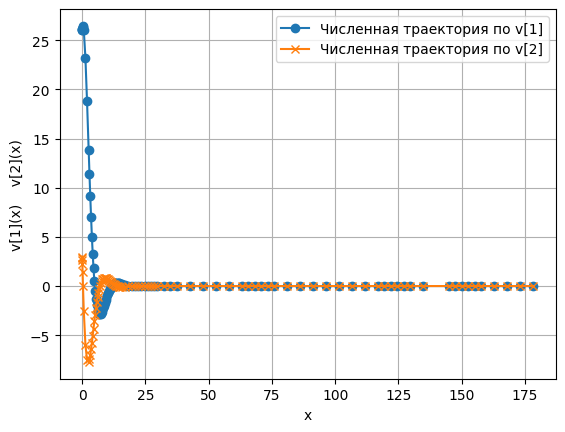 Численная траектория по v[1]
Численная траектория по v[2]
v[1](x) v[2](x)
25
20
15
10
5
0
−5
0 25 50 75 100 125 150 175
x